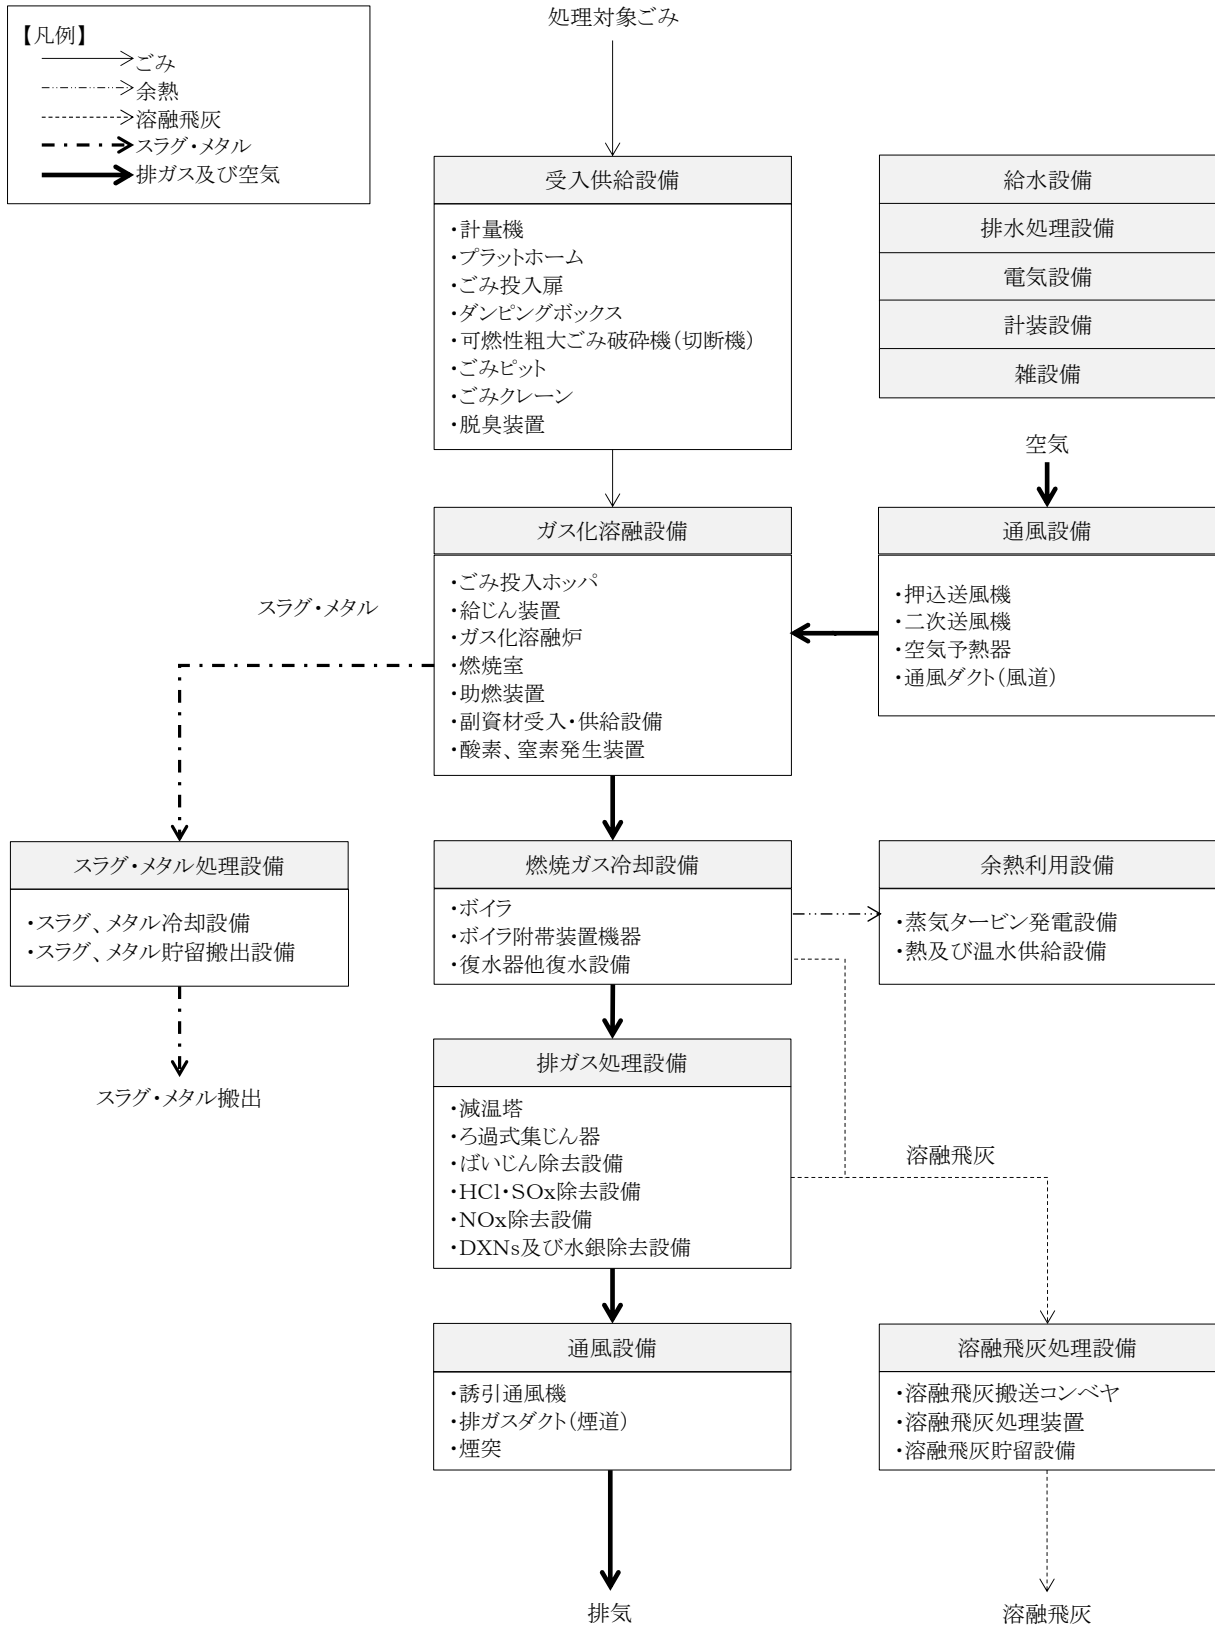 【凡例】
ごみ
余熱
溶融飛灰
スラグ・メタル
排ガス及び空気
処理対象ごみ
受入供給設備
・計量機
・プラットホーム
・ごみ投入扉
・ダンピングボックス
・可燃性粗大ごみ破砕機(切断機)
・ごみピット
・ごみクレーン
・脱臭装置
給水設備
排水処理設備
電気設備
計装設備
雑設備
空気
通風設備
・押込送風機
・二次送風機
・空気予熱器
・通風ダクト(風道)
ガス化溶融設備
・ごみ投入ホッパ
・給じん装置
・ガス化溶融炉
・燃焼室
・助燃装置
・副資材受入・供給設備
・酸素、窒素発生装置
スラグ・メタル
スラグ・メタル処理設備
・スラグ、メタル冷却設備
・スラグ、メタル貯留搬出設備
スラグ・メタル搬出
燃焼ガス冷却設備
・ボイラ
・ボイラ附帯装置機器
・復水器他復水設備
余熱利用設備
・蒸気タービン発電設備
・熱及び温水供給設備
排ガス処理設備
・減温塔
・ろ過式集じん器
・ばいじん除去設備
・HCl・SOx除去設備
・NOx除去設備
・DXNs及び水銀除去設備
溶融飛灰
通風設備
・誘引通風機
・排ガスダクト(煙道)
・煙突
溶融飛灰処理設備
・溶融飛灰搬送コンベヤ
・溶融飛灰処理装置
・溶融飛灰貯留設備
排気
溶融飛灰